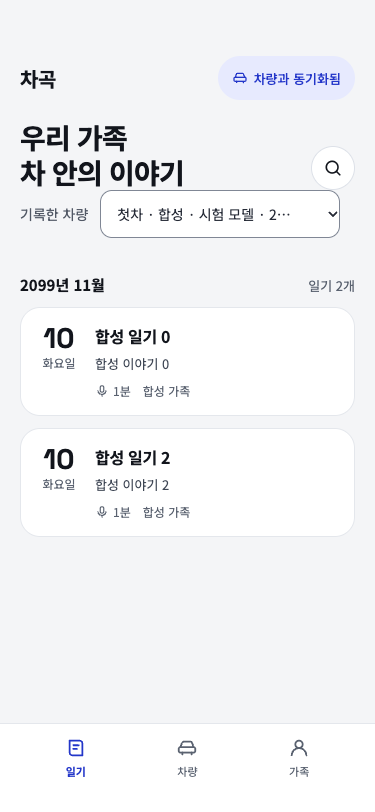 차곡
차량과 동기화됨
우리 가족
차 안의 이야기
기록한 차량
첫차 · 합성 · 시험 모델 · 2…
2099년 11월
일기 2개
10
합성 일기 0
화요일
합성 이야기 0
1분 합성 가족
10
합성 일기 2
화요일
합성 이야기 2
1분 합성 가족
일기
차량
가족